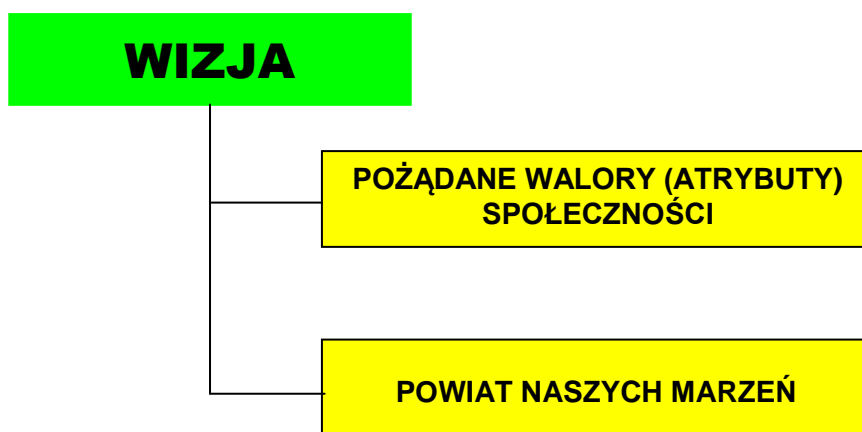 WIZJA
POŻĄDANE WALORY (ATRYBUTY)
SPOŁECZNOŚCI
POWIAT NASZYCH MARZEŃ